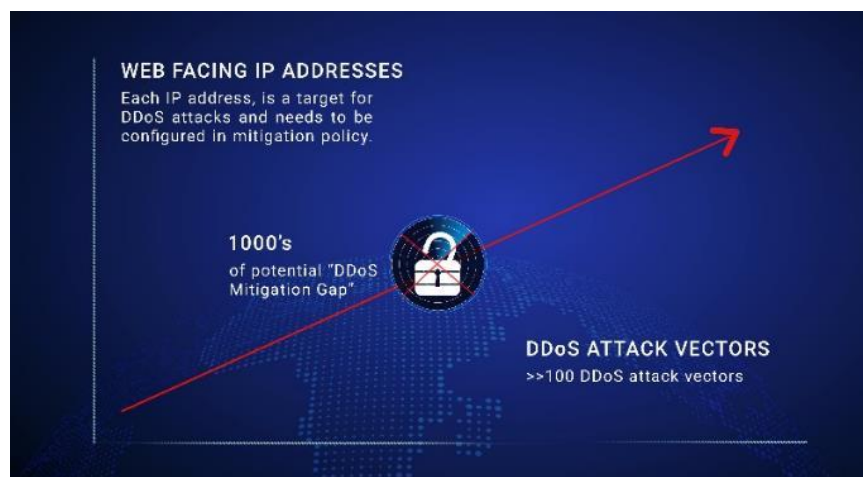 WEB FACING IP ADDRESSES
Each IP address, is a target for
DDoS attacks and needs to be
configured in mitigation policy.
1000's
of potential "DDoS
Mitigation Gap"
DDoS ATTACK VECTORS
>>100 DDoS attack vectors